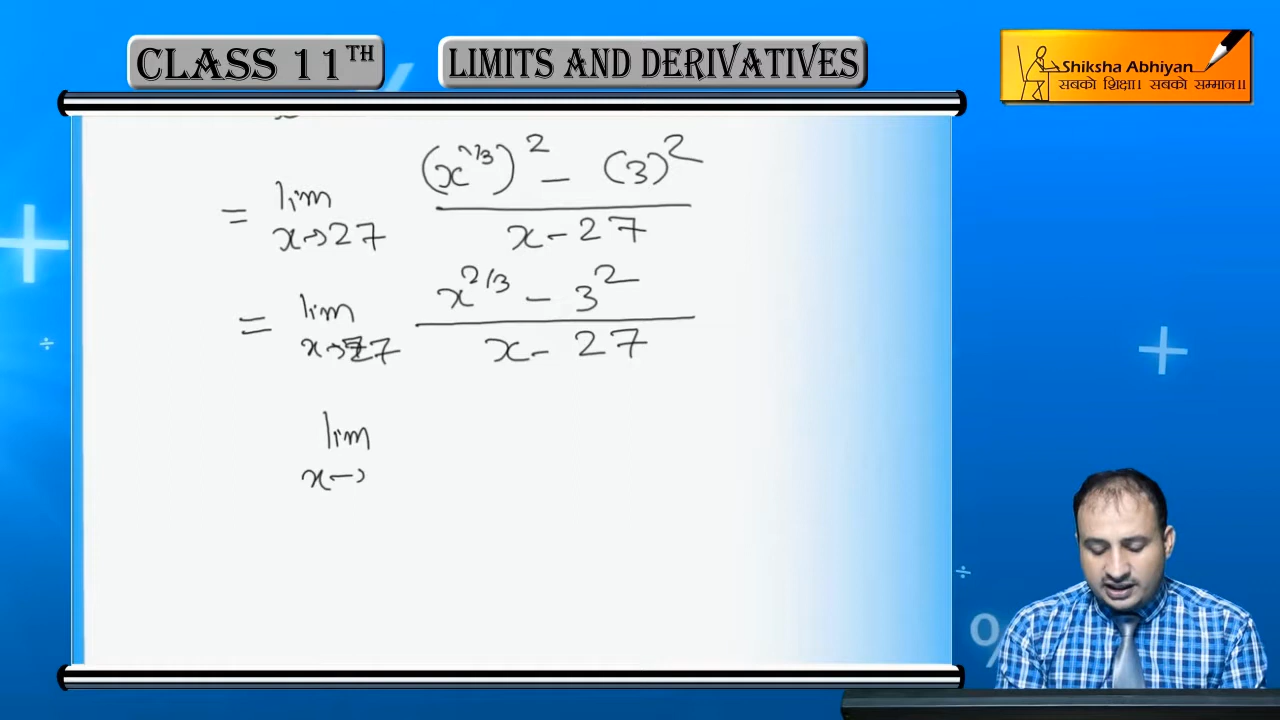 CLASS 11TH
LIMITS AND DERIVATIVES
Shiksha Abhiyan
सबको शिक्षा। सबको सम्मान।।
= lim x→27 ((x^1/3)^2 - (3)^2) / (x - 27)
= lim x→27 (x^2/3 - 3^2) / (x - 27)
lim x→